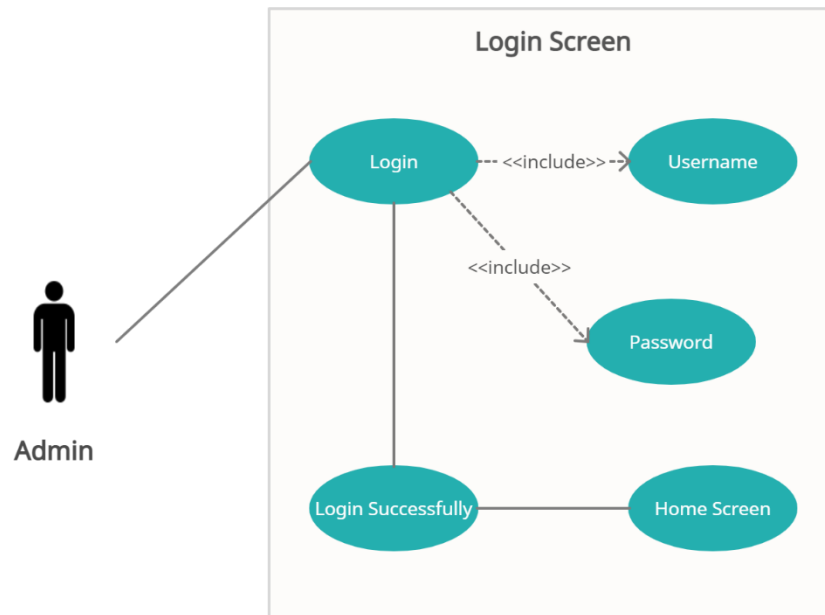 Login Screen
Login
<<include>>
Username
<<include>>
Password
Admin
Login Successfully
Home Screen